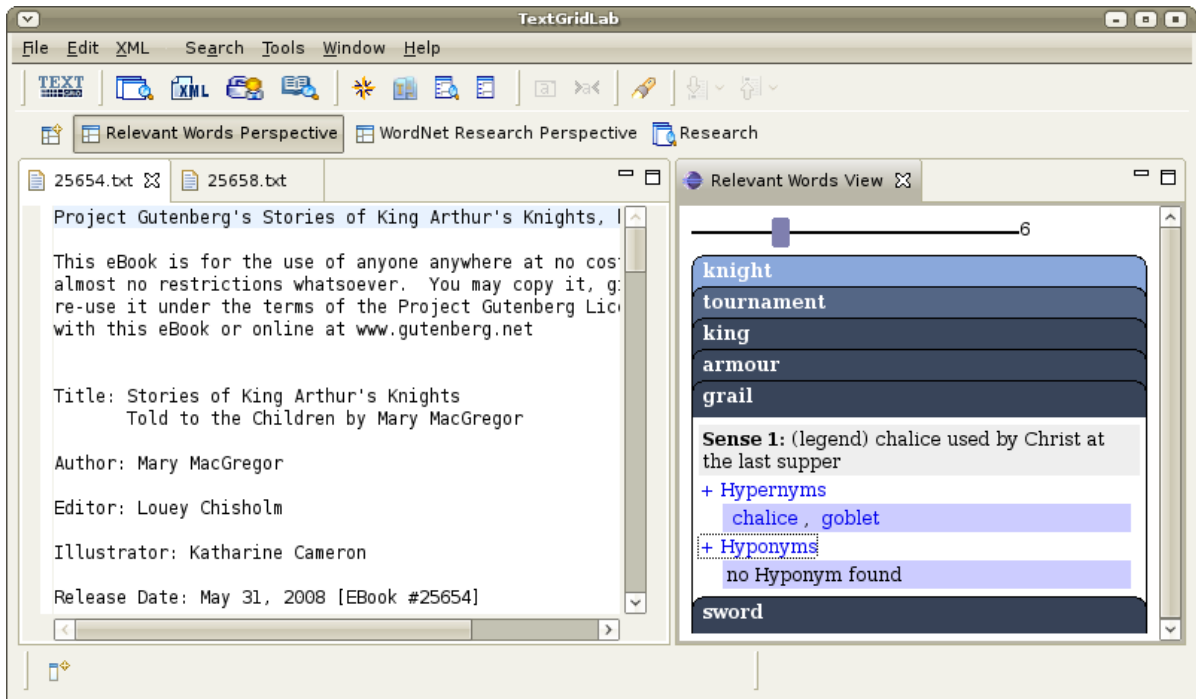 TextGridLab
File Edit XML Search Tools Window Help
TEXT XML a
Relevant Words Perspective WordNet Research Perspective Research
25654.txt 25658.txt
Project Gutenberg's Stories of King Arthur's Knights,
This eBook is for the use of anyone anywhere at no
almost no restrictions whatsoever. You may copy it,
re-use it under the terms of the Project Gutenberg
with this eBook or online at www.gutenberg.net
Title: Stories of King Arthur's Knights
Told to the Children by Mary MacGregor
Author: Mary MacGregor
Editor: Louey Chisholm
Illustrator: Katharine Cameron
Release Date: May 31, 2008 [EBook #25654]
Relevant Words View
6
knight
tournament
king
armour
grail
Sense 1: (legend) chalice used by Christ at
the last supper
+ Hypernyms
chalice , goblet
+ Hyponyms
no Hyponym found
sword